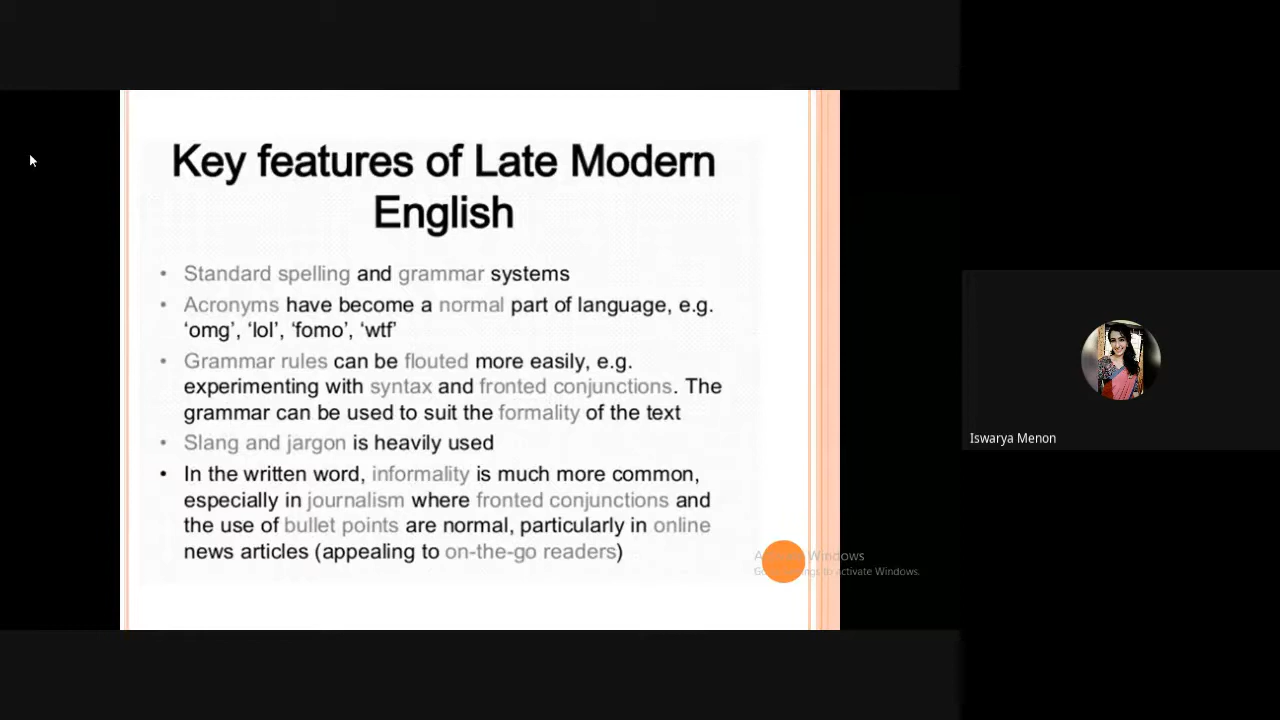 Key features of Late Modern
English
• Standard spelling and grammar systems
• Acronyms have become a normal part of language, e.g.
‘omg’, ‘lol’, ‘fomo’, ‘wtf’
• Grammar rules can be flouted more easily, e.g.
experimenting with syntax and fronted conjunctions. The
grammar can be used to suit the formality of the text
• Slang and jargon is heavily used
• In the written word, informality is much more common,
especially in journalism where fronted conjunctions and
the use of bullet points are normal, particularly in online
news articles (appealing to on-the-go readers)
Windows
to activate Windows.
Iswarya Menon